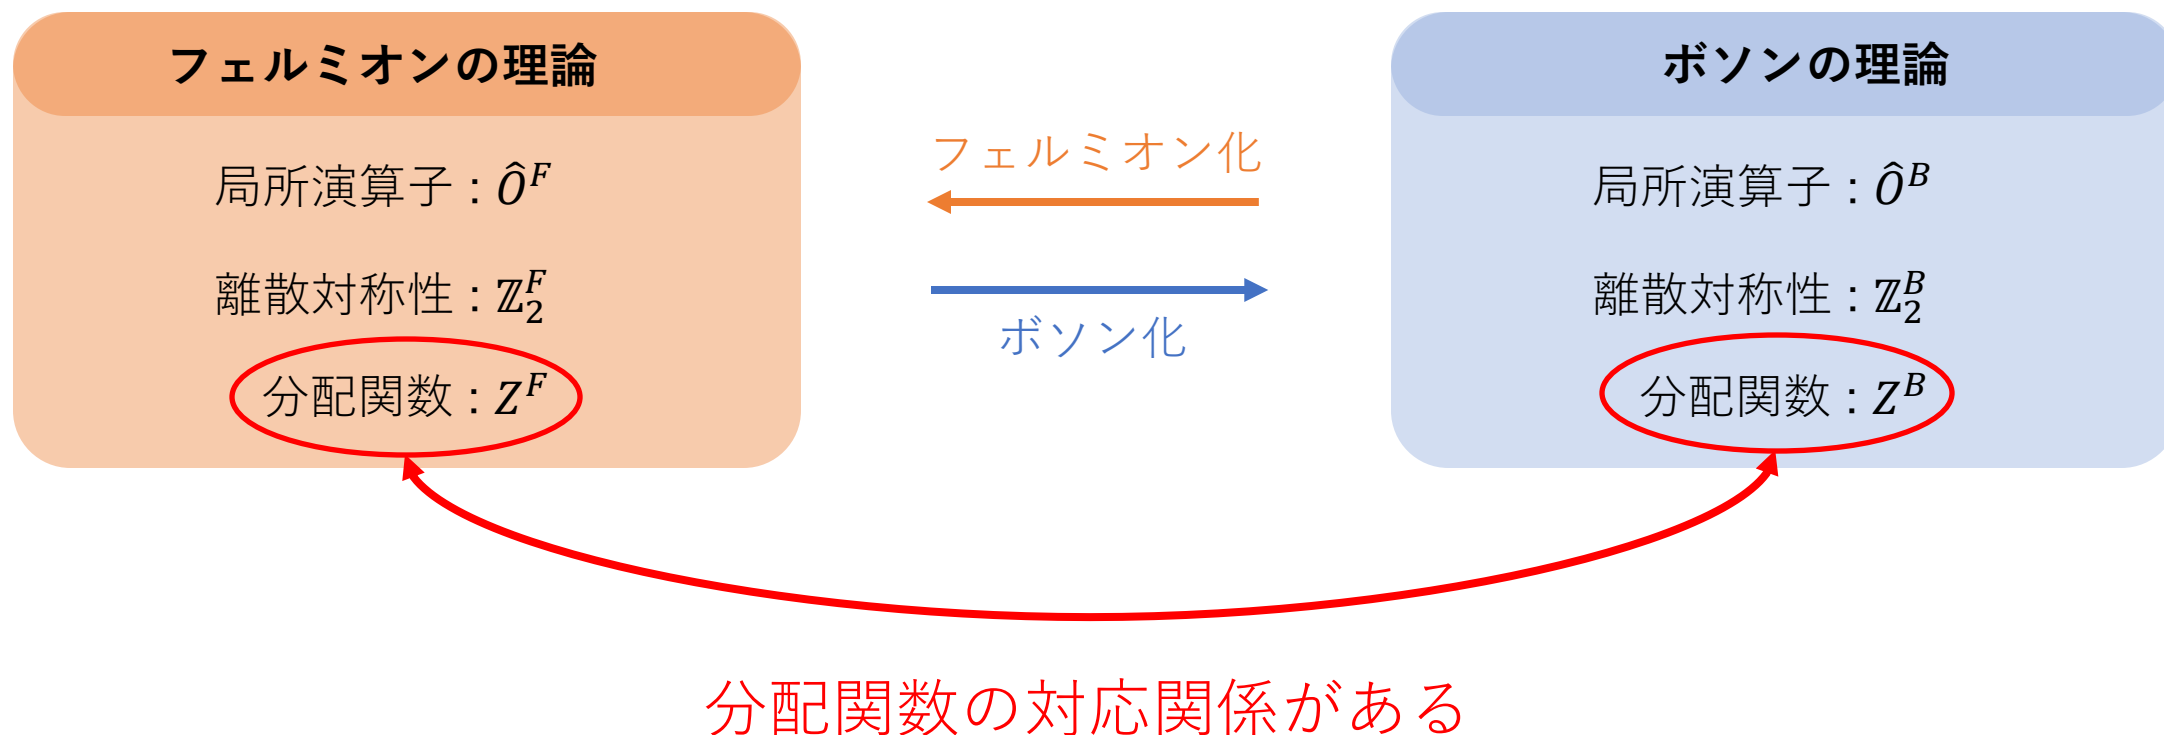 フェルミオンの理論
局所演算子 : Ô^F
離散対称性 : ℤ_2^F
分配関数 : Z^F
フェルミオン化
ボソン化
ボソンの理論
局所演算子 : Ô^B
離散対称性 : ℤ_2^B
分配関数 : Z^B
分配関数の対応関係がある